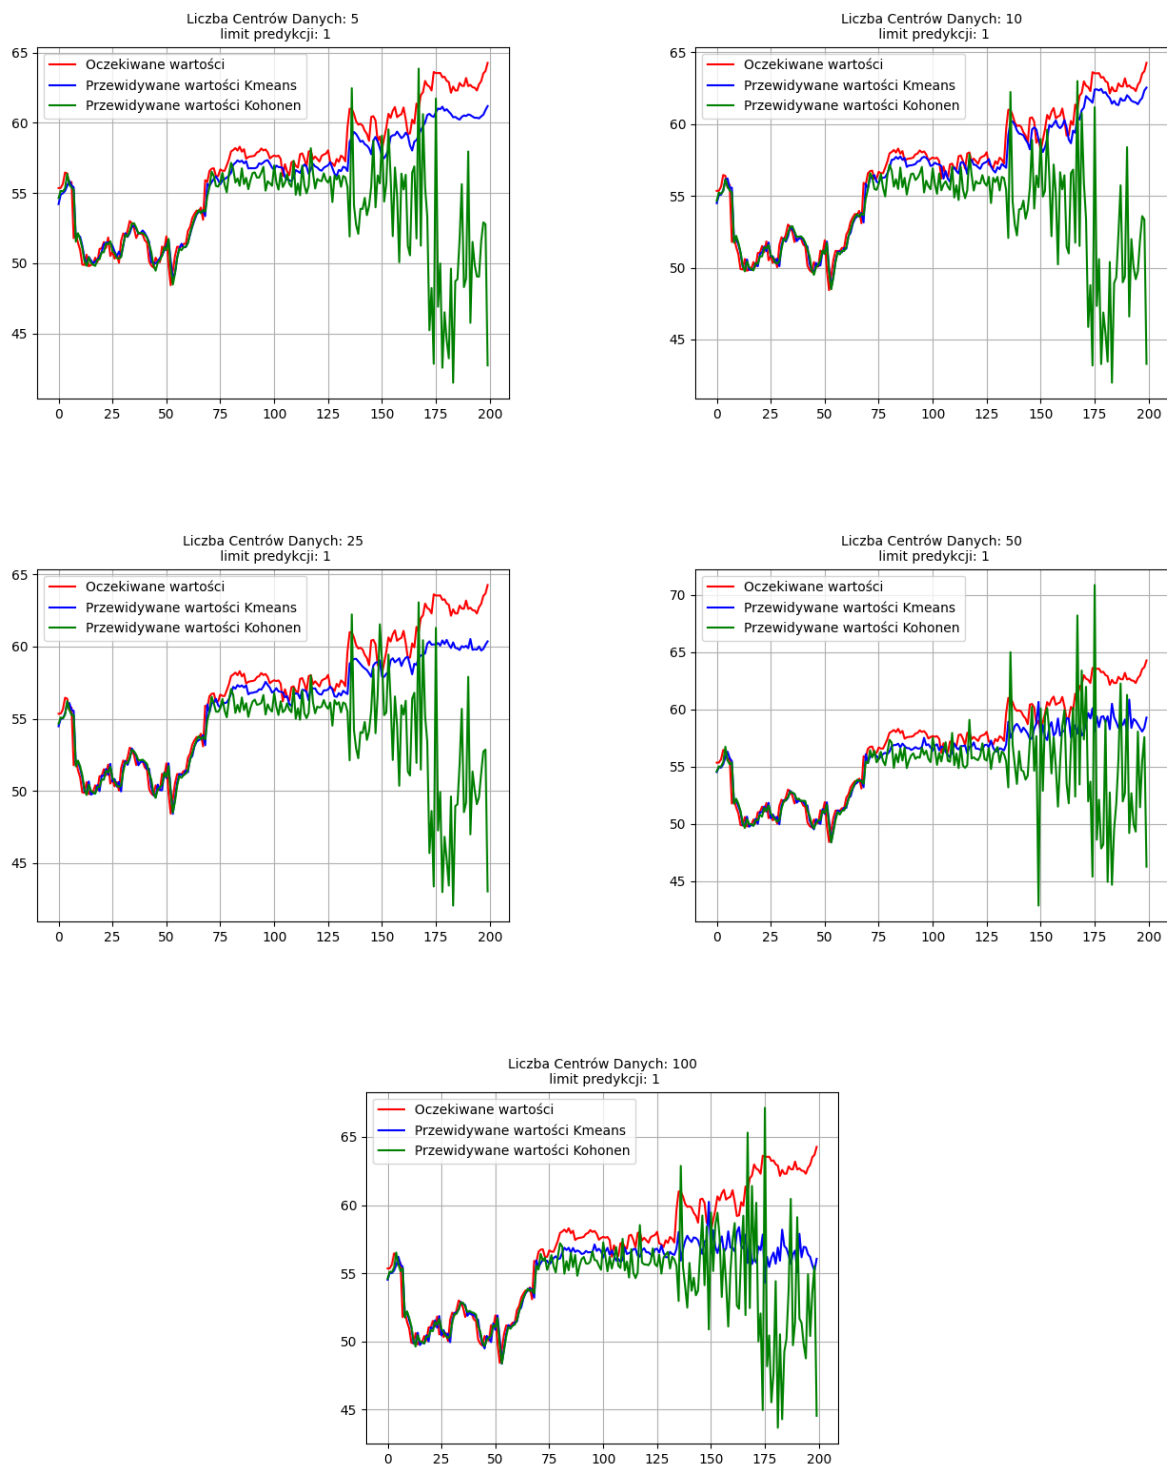 Liczba Centrów Danych: 5
limit predykcji: 1
Oczekiwane wartości
Przewidywane wartości Kmeans
Przewidywane wartości Kohonen
65
60
55
50
45
0 25 50 75 100 125 150 175 200
Liczba Centrów Danych: 10
limit predykcji: 1
Oczekiwane wartości
Przewidywane wartości Kmeans
Przewidywane wartości Kohonen
65
60
55
50
45
0 25 50 75 100 125 150 175 200
Liczba Centrów Danych: 25
limit predykcji: 1
Oczekiwane wartości
Przewidywane wartości Kmeans
Przewidywane wartości Kohonen
65
60
55
50
45
0 25 50 75 100 125 150 175 200
Liczba Centrów Danych: 50
limit predykcji: 1
Oczekiwane wartości
Przewidywane wartości Kmeans
Przewidywane wartości Kohonen
70
65
60
55
50
45
0 25 50 75 100 125 150 175 200
Liczba Centrów Danych: 100
limit predykcji: 1
Oczekiwane wartości
Przewidywane wartości Kmeans
Przewidywane wartości Kohonen
65
60
55
50
45
0 25 50 75 100 125 150 175 200